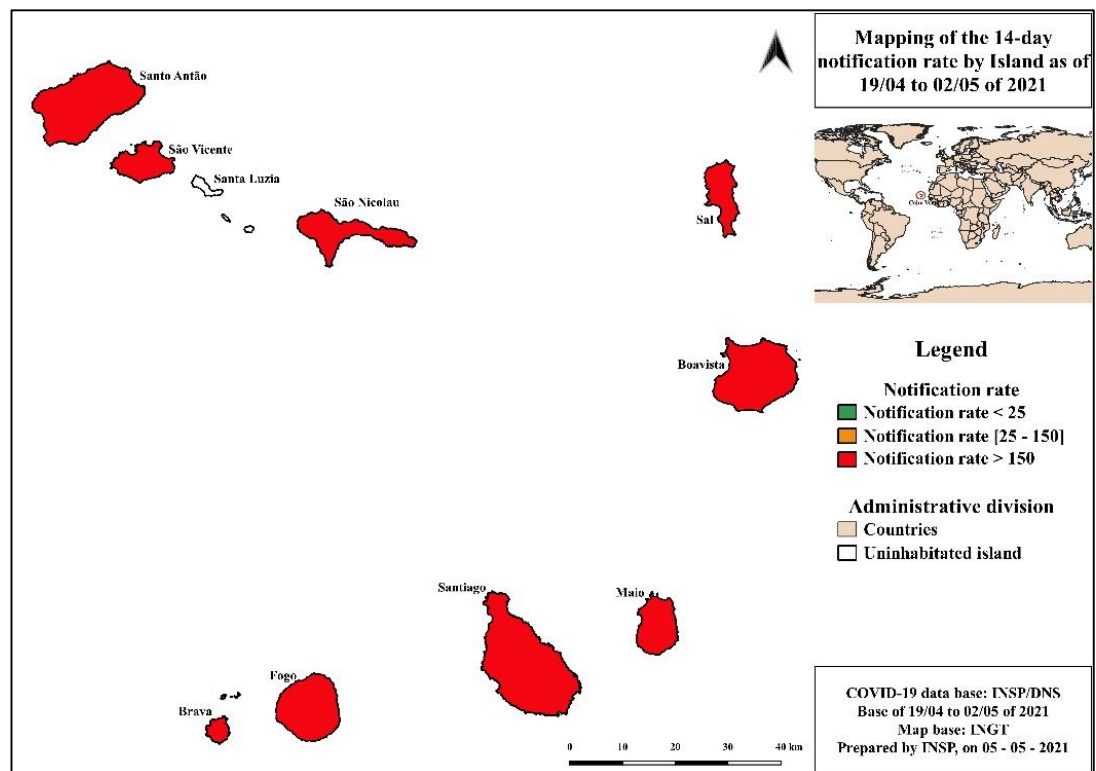 Mapping of the 14-day
notification rate by Island as of
19/04 to 02/05 of 2021
Santo Antão
São Vicente
Santa Luzia
São Nicolau
Sal
Boavista
Legend
Notification rate
Notification rate < 25
Notification rate [25 - 150]
Notification rate > 150
Administrative division
Countries
Uninhabitated island
Santiago
Maio
Fogo
Brava
0 10 20 30 40 km
COVID-19 data base: INSP/DNS
Base of 19/04 to 02/05 of 2021
Map base: INGT
Prepared by INSP, on 05 - 05 - 2021